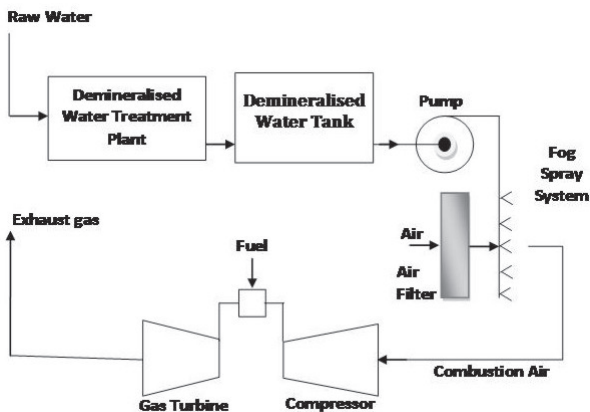 Raw Water
Demineralised
Water Treatment
Plant
Demineralised
Water Tank
Pump
Fog
Spray
System
Exhaust gas
Fuel
Air
Air
Filter
Combustion Air
Gas Turbine
Compressor